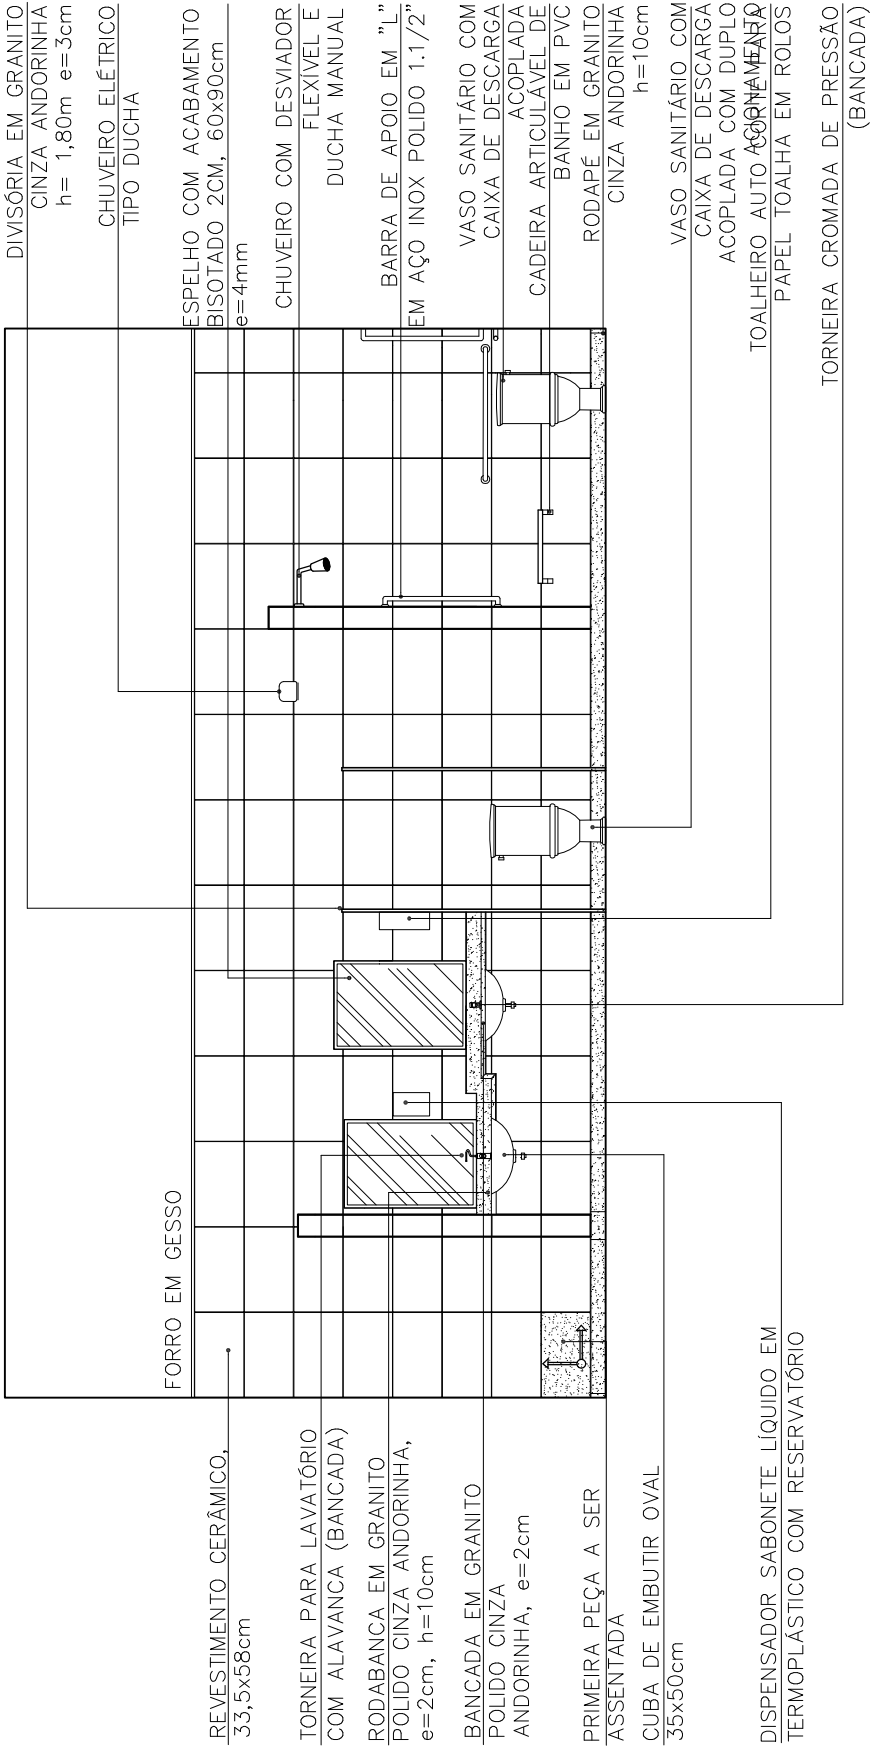 DIVISÓRIA EM GRANITO
CINZA ANDORINHA
h= 1,80m e=3cm
CHUVEIRO ELÉTRICO
TIPO DUCHA
ESPELHO COM ACABAMENTO
BISOTADO 2CM, 60x90cm
e=4mm
CHUVEIRO COM DESVIADOR
FLEXÍVEL E
DUCHA MANUAL
BARRA DE APOIO EM "L"
EM AÇO INOX POLIDO 1.1/2"
VASO SANITÁRIO COM
CAIXA DE DESCARGA
ACOPLADA
CADEIRA ARTICULÁVEL DE
BANHO EM PVC
RODAPÉ EM GRANITO
CINZA ANDORINHA
h=10cm
VASO SANITÁRIO COM
CAIXA DE DESCARGA
ACOPLADA COM DUPLO
ACIONAMENTO
TOALHEIRO AUTO CORTE PARA
PAPEL TOALHA EM ROLOS
TORNEIRA CROMADA DE PRESSÃO
(BANCADA)
FORRO EM GESSO
REVESTIMENTO CERÂMICO,
33,5x58cm
TORNEIRA PARA LAVATÓRIO
COM ALAVANCA (BANCADA)
RODABANCA EM GRANITO
POLIDO CINZA ANDORINHA,
e=2cm, h=10cm
BANCADA EM GRANITO
POLIDO CINZA
ANDORINHA, e=2cm
PRIMEIRA PEÇA A SER
ASSENTADA
CUBA DE EMBUTIR OVAL
35x50cm
DISPENSADOR SABONETE LÍQUIDO EM
TERMOPLÁSTICO COM RESERVATÓRIO